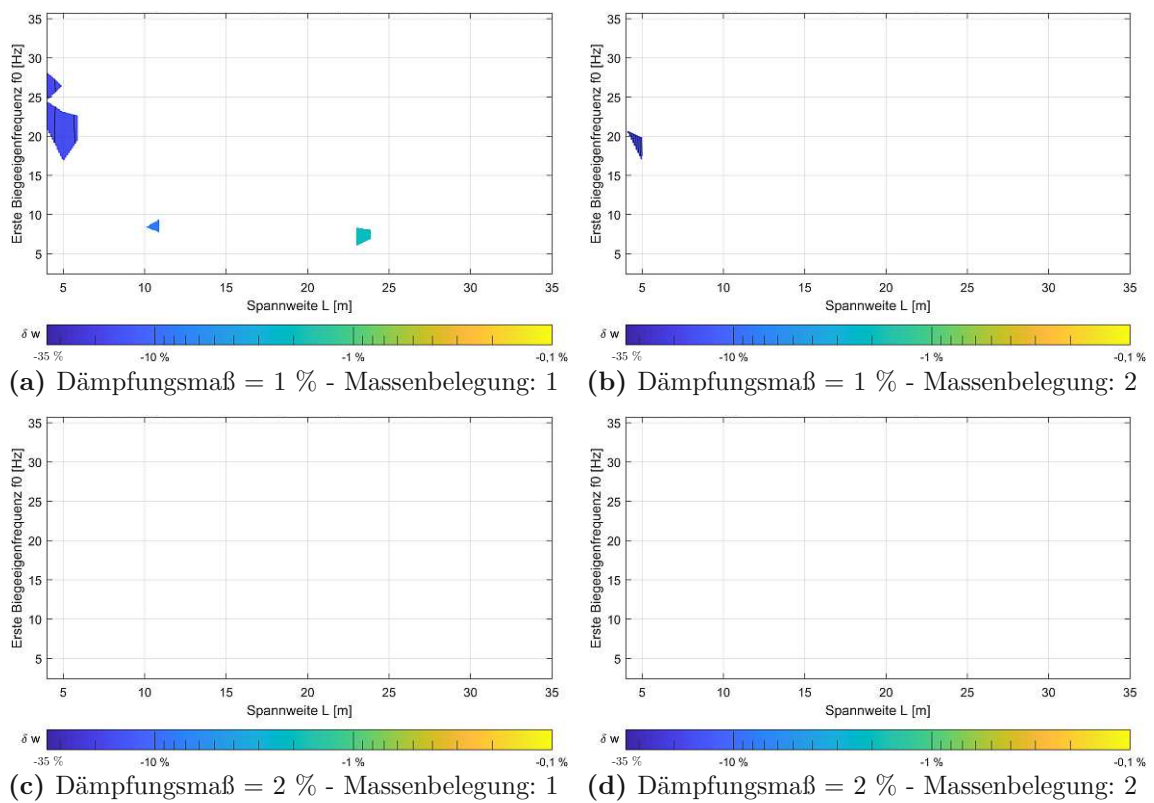 35
30
25
20
15
10
5
Erste Biegeeigenfrequenz f0 [Hz]
5 10 15 20 25 30 35
Spannweite L [m]
δ w
-35 % -10 % -1 % -0,1 %
(a) Dämpfungsmaß = 1 % - Massenbelegung: 1
35
30
25
20
15
10
5
Erste Biegeeigenfrequenz f0 [Hz]
5 10 15 20 25 30 35
Spannweite L [m]
δ w
-35 % -10 % -1 % -0,1 %
(b) Dämpfungsmaß = 1 % - Massenbelegung: 2
35
30
25
20
15
10
5
Erste Biegeeigenfrequenz f0 [Hz]
5 10 15 20 25 30 35
Spannweite L [m]
δ w
-35 % -10 % -1 % -0,1 %
(c) Dämpfungsmaß = 2 % - Massenbelegung: 1
35
30
25
20
15
10
5
Erste Biegeeigenfrequenz f0 [Hz]
5 10 15 20 25 30 35
Spannweite L [m]
δ w
-35 % -10 % -1 % -0,1 %
(d) Dämpfungsmaß = 2 % - Massenbelegung: 2